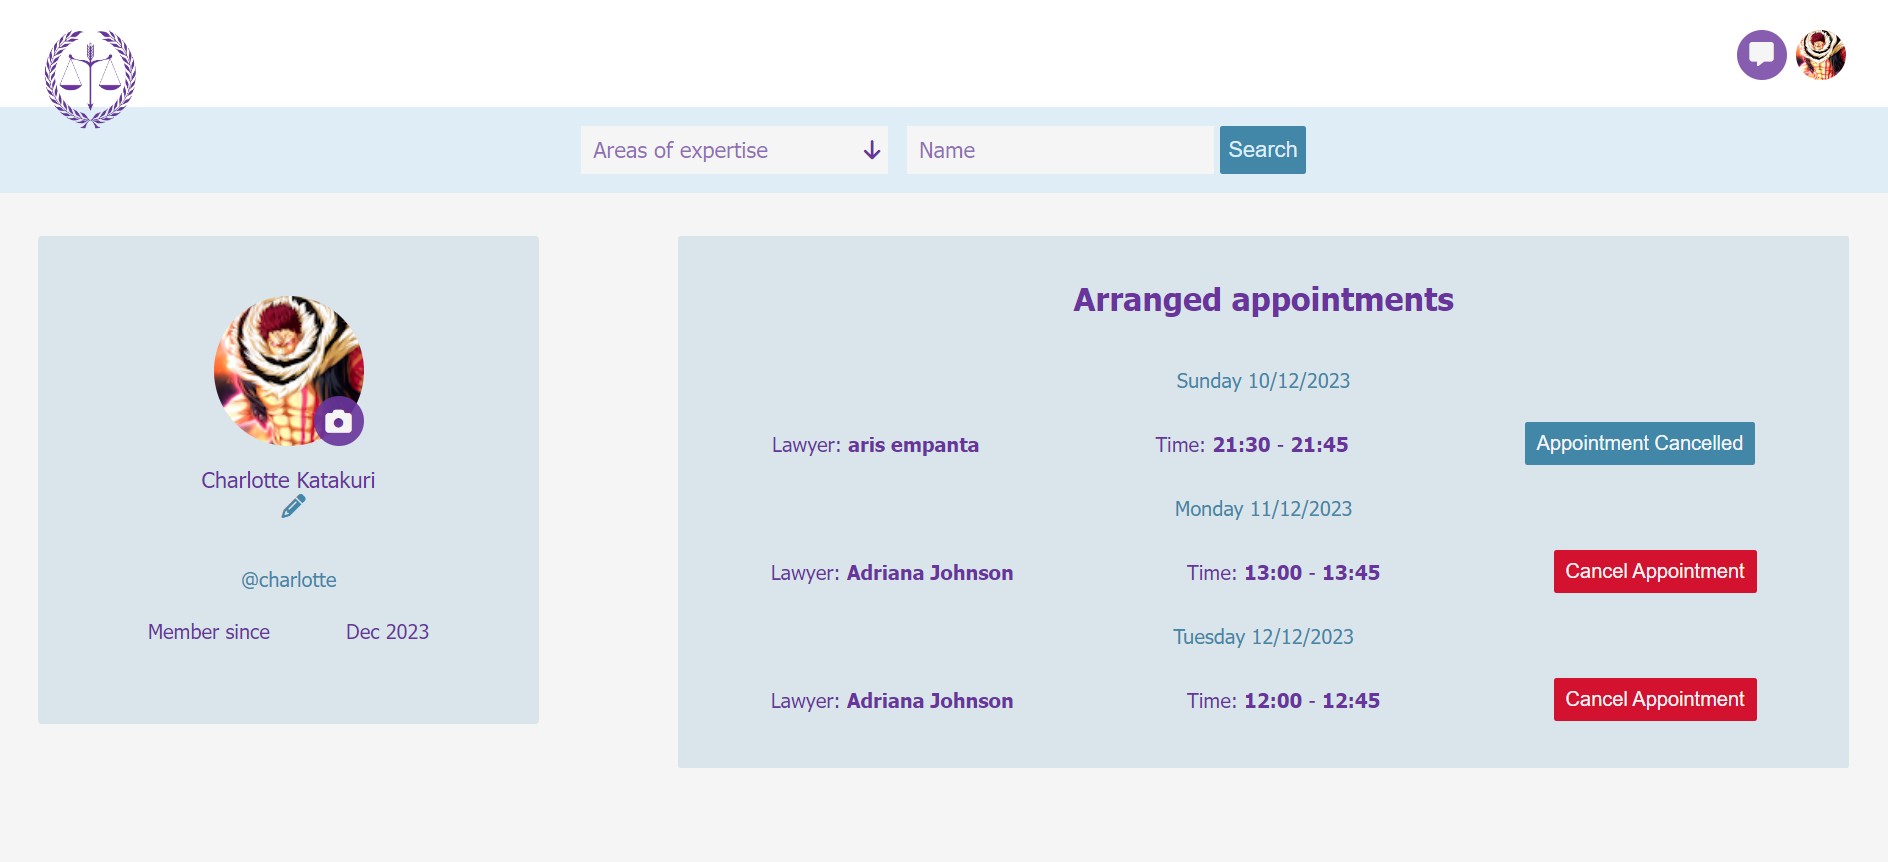 Areas of expertise
Name
Search
Charlotte Katakuri
@charlotte
Member since Dec 2023
Arranged appointments
Sunday 10/12/2023
Lawyer: aris empanta Time: 21:30 - 21:45 Appointment Cancelled
Monday 11/12/2023
Lawyer: Adriana Johnson Time: 13:00 - 13:45 Cancel Appointment
Tuesday 12/12/2023
Lawyer: Adriana Johnson Time: 12:00 - 12:45 Cancel Appointment